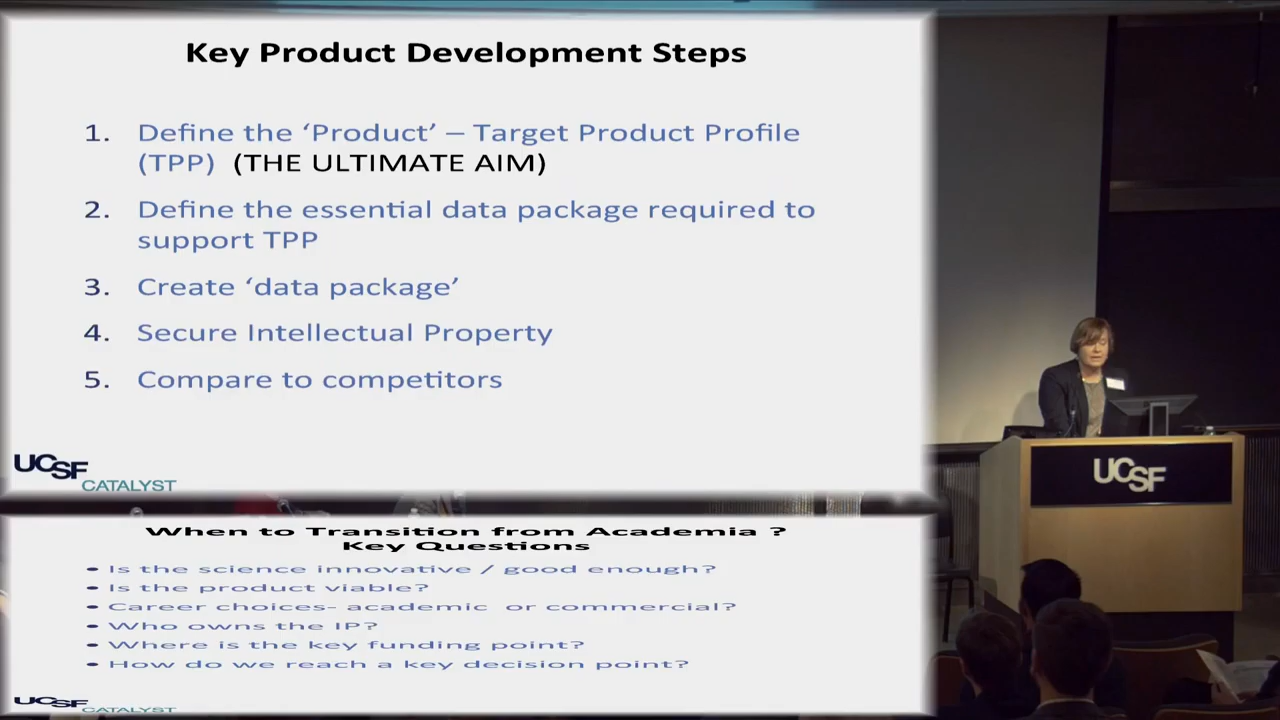 Key Product Development Steps
1. Define the ‘Product’ – Target Product Profile
(TPP) (THE ULTIMATE AIM)
2. Define the essential data package required to
support TPP
3. Create ‘data package’
4. Secure Intellectual Property
5. Compare to competitors
UCSF
CATALYST
UCSF
When to Transition from Academia ?
Key Questions
• Is the science innovative / good enough?
• Is the product viable?
• Career choices- academic or commercial?
• Who owns the IP?
• Where is the key funding point?
• How do we reach a key decision point?
UCSF
CATALYST